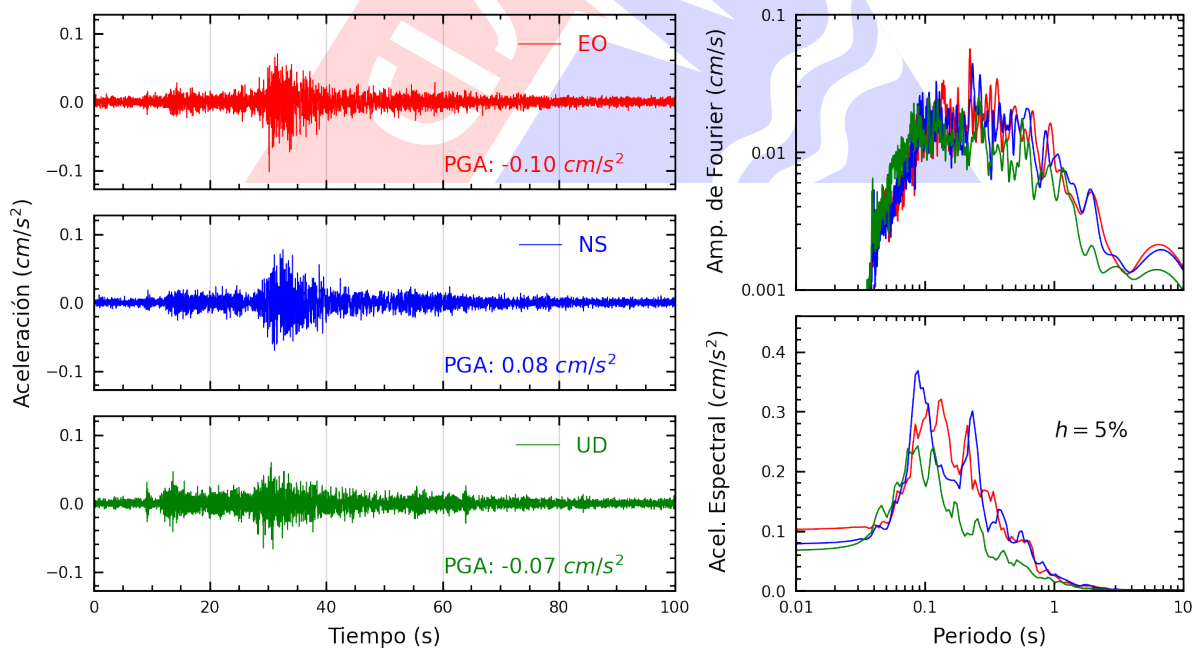 Aceleración (cm/s²)
0.1
0.0
−0.1
EO
PGA: -0.10 cm/s²
0.1
0.0
−0.1
NS
PGA: 0.08 cm/s²
0.1
0.0
−0.1
UD
PGA: -0.07 cm/s²
0 20 40 60 80 100
Tiempo (s)
Amp. de Fourier (cm/s)
0.1
0.01
0.001
Acel. Espectral (cm/s²)
0.4
0.3
0.2
0.1
0.0
h = 5%
0.01 0.1 1 10
Periodo (s)